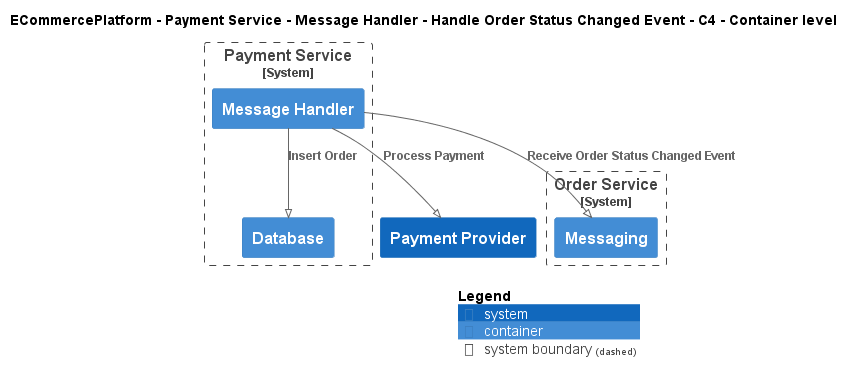 ECommercePlatform - Payment Service - Message Handler - Handle Order Status Changed Event - C4 - Container level
Payment Service
[System]
Message Handler
Insert Order
Process Payment
Receive Order Status Changed Event
Order Service
[System]
Database
Payment Provider
Messaging
Legend
system
container
system boundary (dashed)